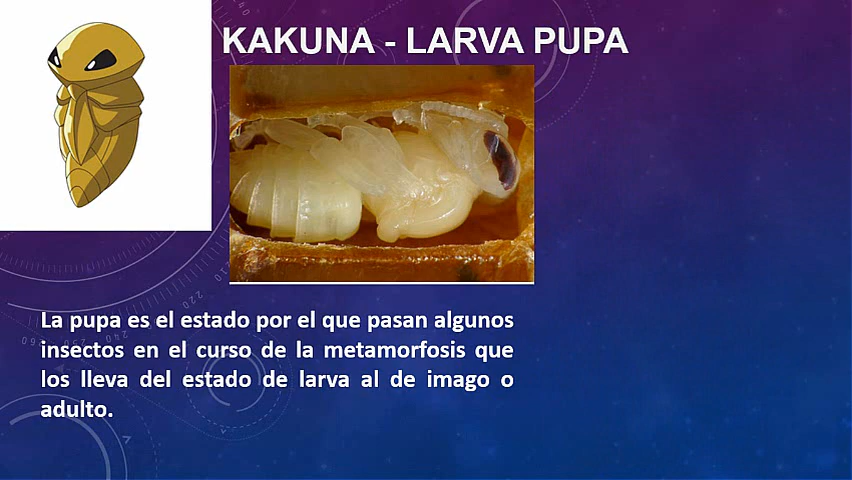 KAKUNA - LARVA PUPA
La pupa es el estado por el que pasan algunos
insectos en el curso de la metamorfosis que
los lleva del estado de larva al de imago o
adulto.